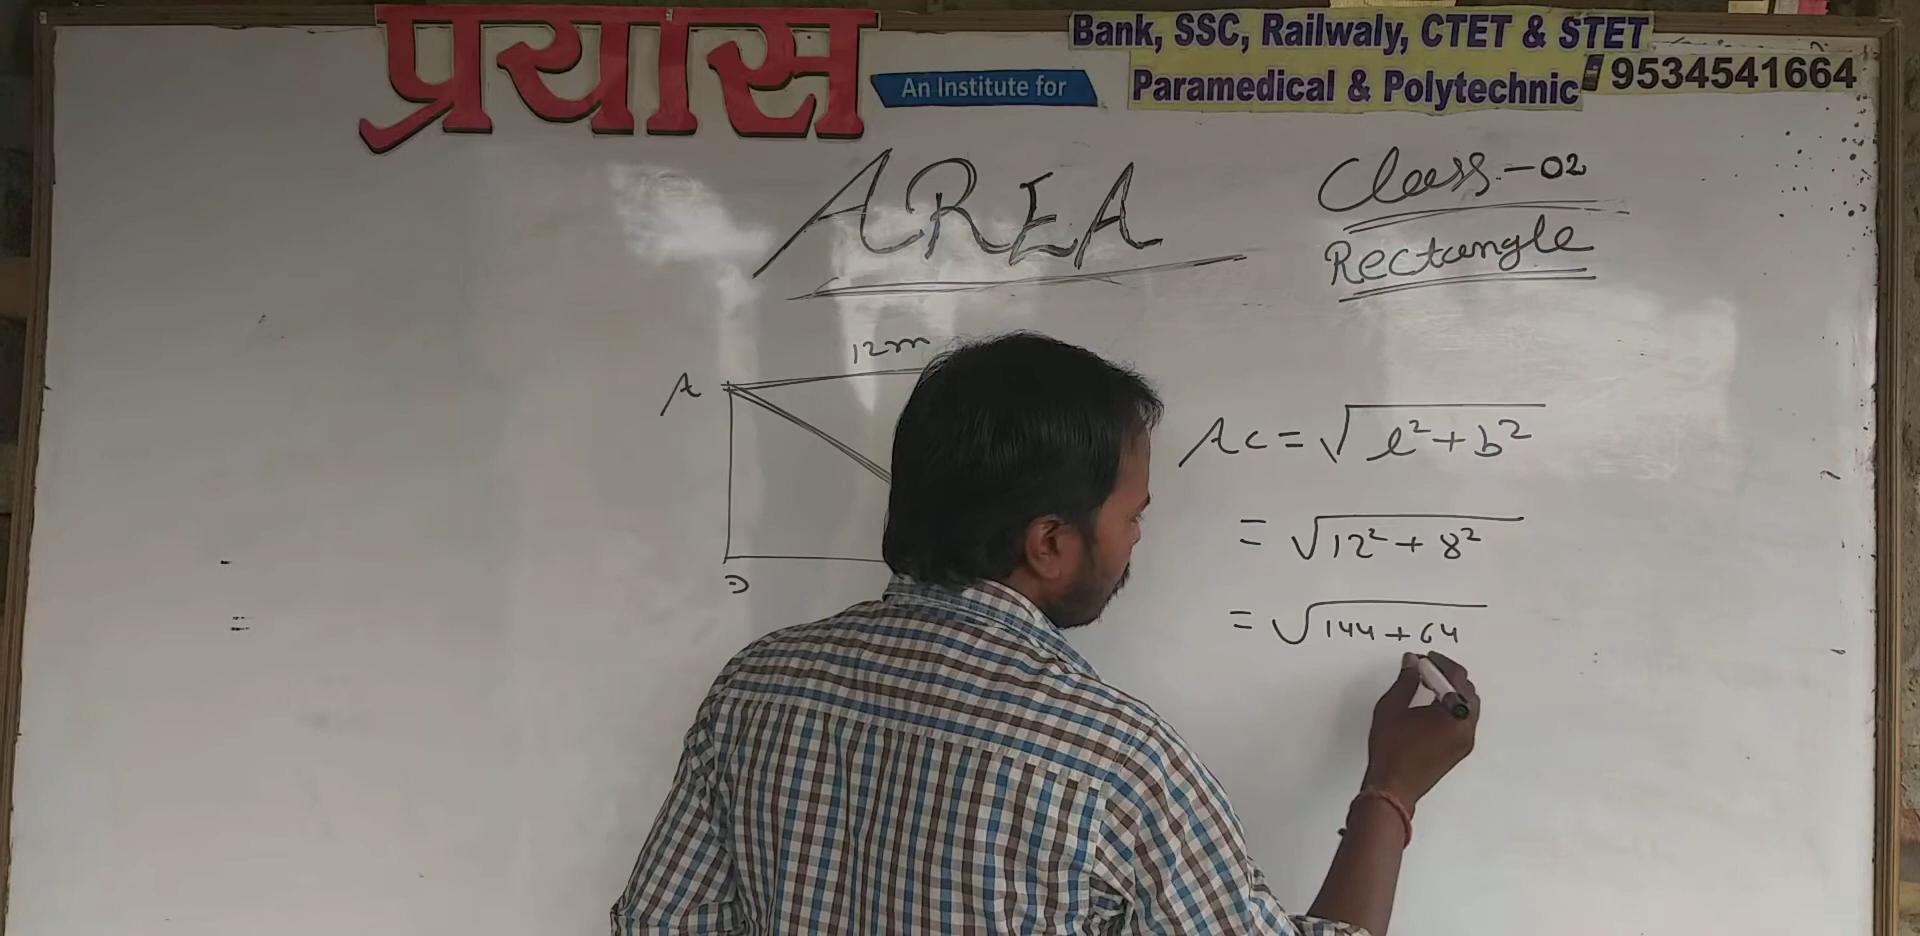 प्रयास
An Institute for
Bank, SSC, Railwaly, CTET & STET
Paramedical & Polytechnic
9534541664
AREA
Class-02
Rectangle
12m
A
D
AC = √l²+b²
= √12² + 8²
= √144+64